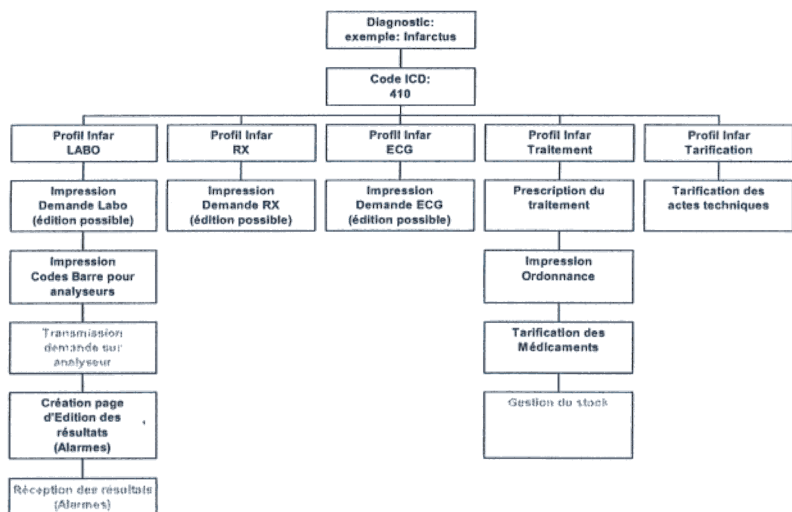 Diagnostic:
exemple: Infarctus
Code ICD:
410
Profil Infar
LABO
Profil Infar
RX
Profil Infar
ECG
Profil Infar
Traitement
Profil Infar
Tarification
Impression
Demande Labo
(édition possible)
Impression
Demande RX
(édition possible)
Impression
Demande ECG
(édition possible)
Prescription du
traitement
Tarification des
actes techniques
Impression
Codes Barre pour
analyseurs
Impression
Ordonnance
Transmission
demande sur
analyseur
Tarification des
Médicaments
Création page
d'Edition des
résultats
(Alarmes)
Gestion du stock
Réception des résultats
(Alarmes)